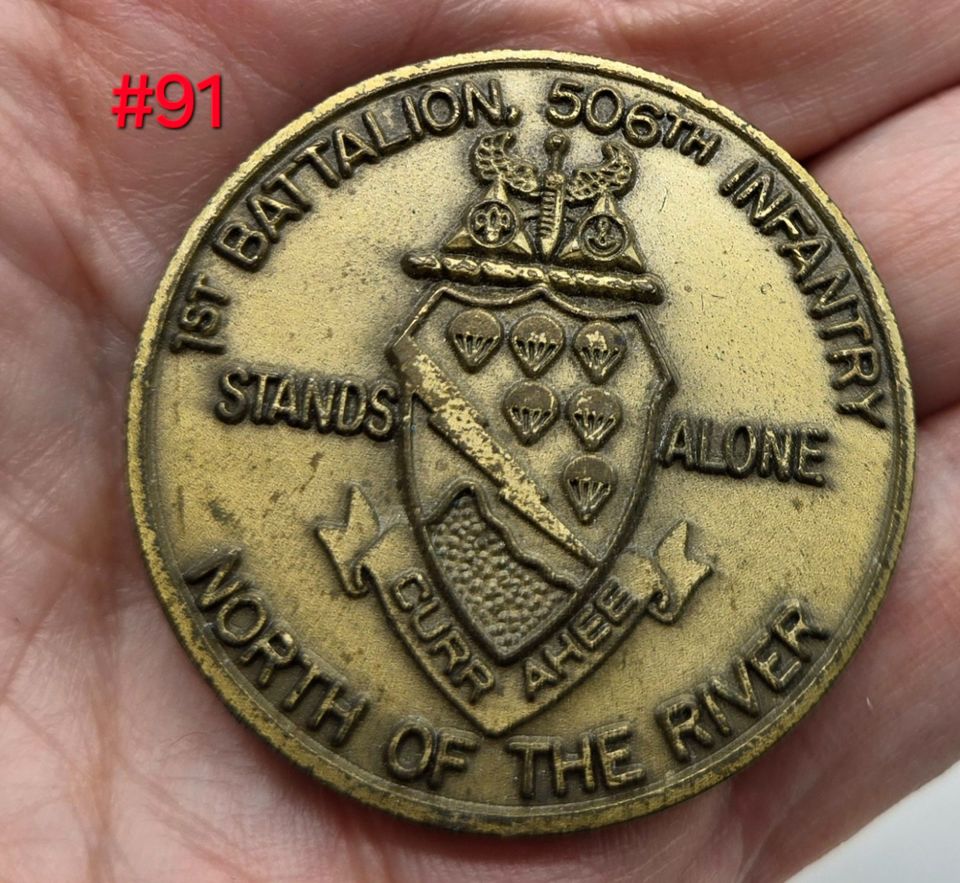 #91
1ST BATTALION, 506TH INFANTRY
STANDS ALONE
CURR AHEE
NORTH OF THE RIVER